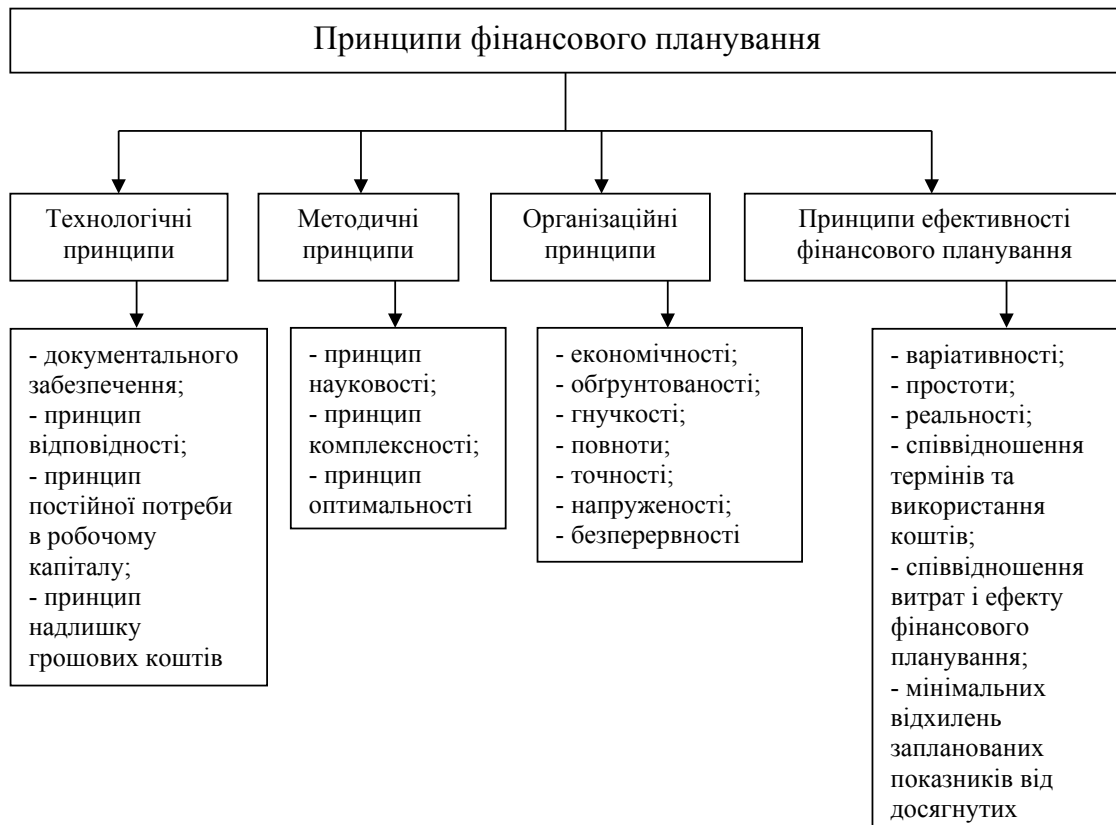 Принципи фінансового планування
Технологічні
принципи
Методичні
принципи
Організаційні
принципи
Принципи ефективності
фінансового планування
- документального
забезпечення;
- принцип
відповідності;
- принцип
постійної потреби
в робочому
капіталу;
- принцип
надлишку
грошових коштів
- принцип
науковості;
- принцип
комплексності;
- принцип
оптимальності
- економічності;
- обґрунтованості;
- гнучкості;
- повноти;
- точності;
- напруженості;
- безперервності
- варіативності;
- простоти;
- реальності;
- співвідношення
термінів та
використання
коштів;
- співвідношення
витрат і ефекту
фінансового
планування;
- мінімальних
відхилень
запланованих
показників від
досягнутих